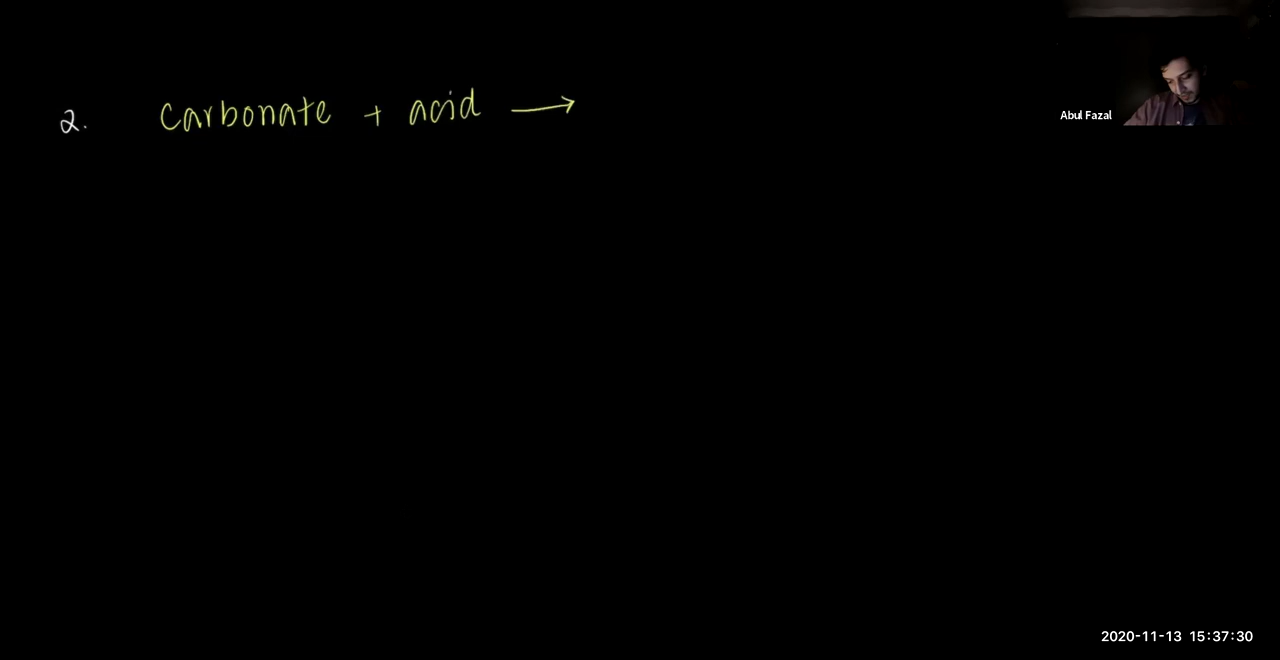 2. Carbonate + acid ⟶
Abul Fazal
2020-11-13 15:37:30